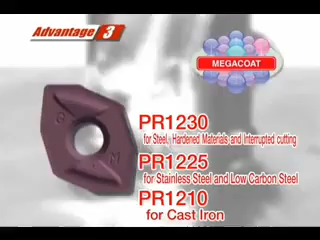 Advantage 3
MEGACOAT
PR1230
for Steel, Hardened Materials and Interrupted cutting
PR1225
for Stainless Steel and Low Carbon Steel
PR1210
for Cast Iron
G N